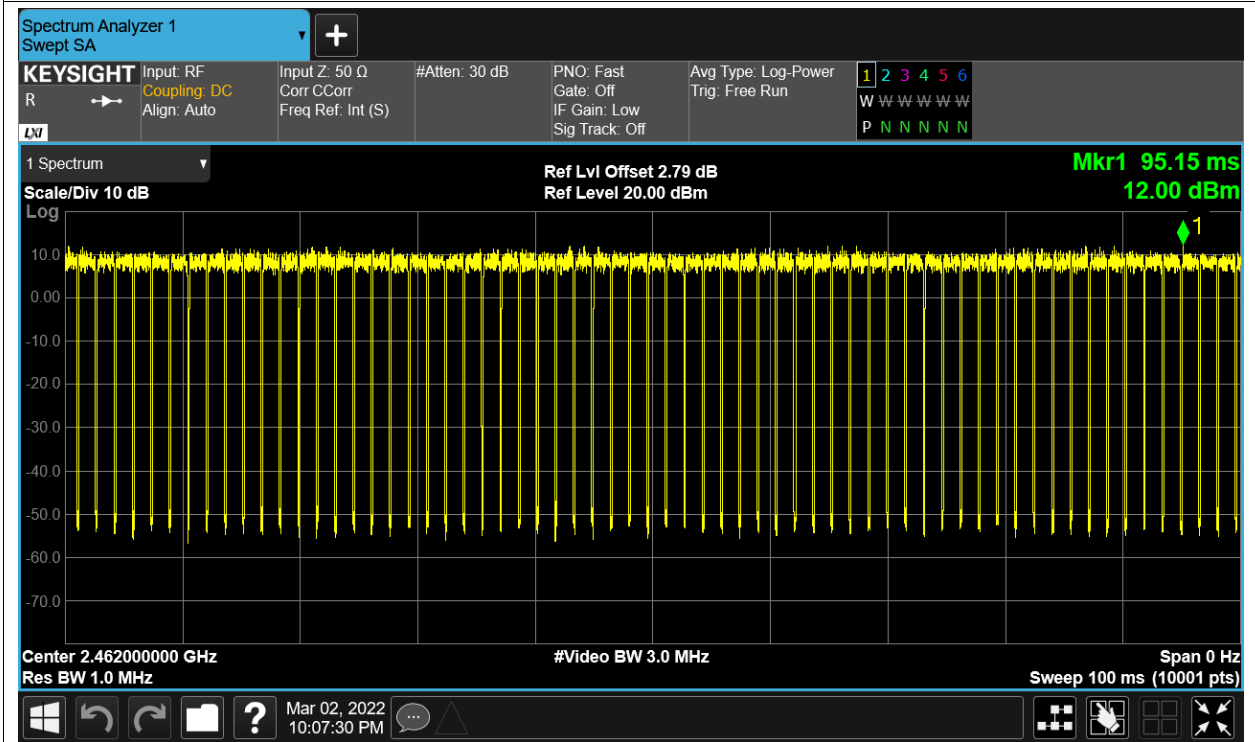 Spectrum Analyzer 1
Swept SA
▼
+
KEYSIGHT
R
LXI
Input: RF
Coupling: DC
Align: Auto
Input Z: 50 Ω
Corr CCorr
Freq Ref: Int (S)
#Atten: 30 dB
PNO: Fast
Gate: Off
IF Gain: Low
Sig Track: Off
Avg Type: Log-Power
Trig: Free Run
1 2 3 4 5 6
W W W W W W
P N N N N N
1 Spectrum ▼
Scale/Div 10 dB
Log
Ref Lvl Offset 2.79 dB
Ref Level 20.00 dBm
Mkr1 95.15 ms
12.00 dBm
1
10.0
0.00
-10.0
-20.0
-30.0
-40.0
-50.0
-60.0
-70.0
Center 2.462000000 GHz
Res BW 1.0 MHz
#Video BW 3.0 MHz
Span 0 Hz
Sweep 100 ms (10001 pts)
?
Mar 02, 2022
10:07:30 PM